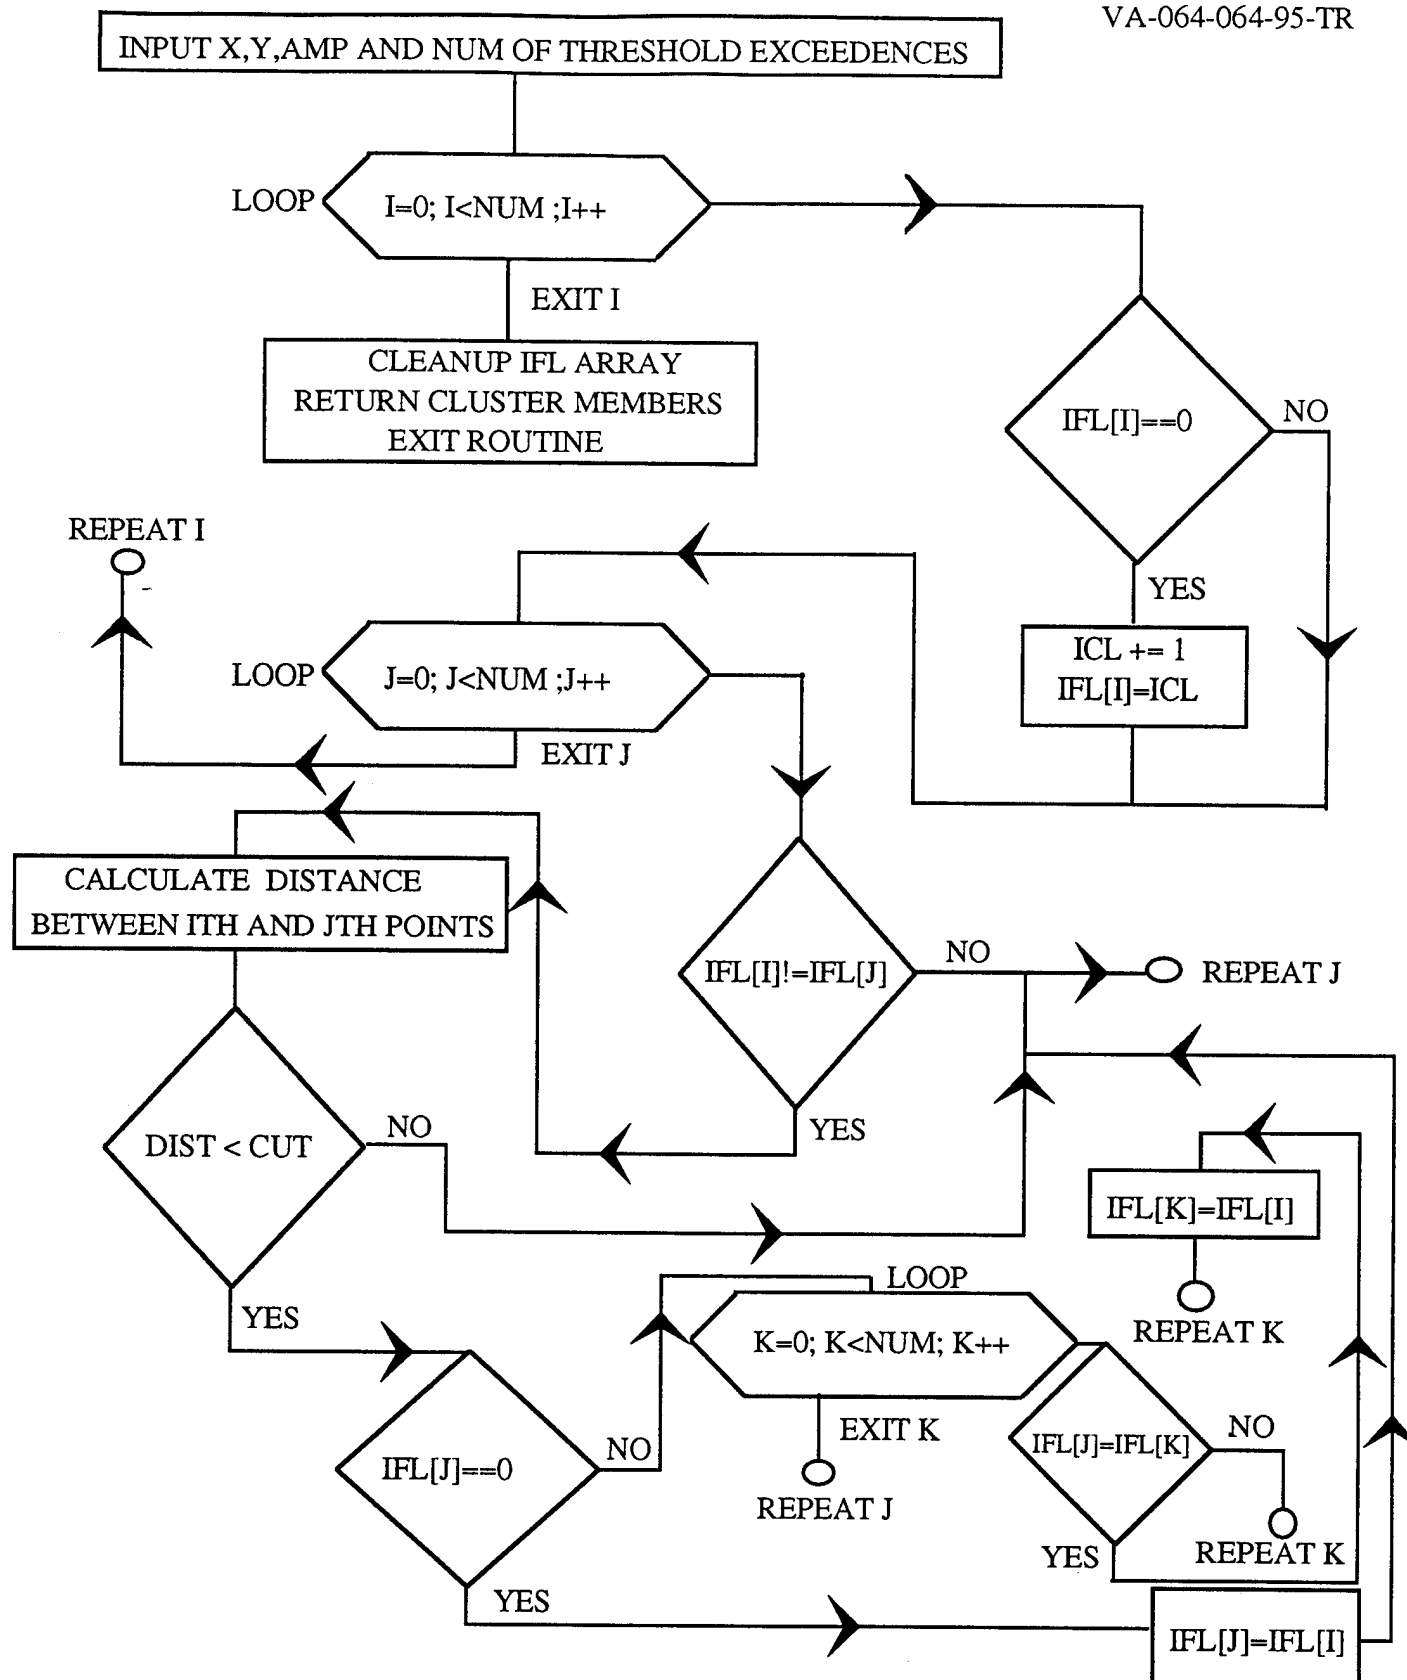 VA-064-064-95-TR
INPUT X,Y,AMP AND NUM OF THRESHOLD EXCEEDENCES
LOOP
I=0; I<NUM ;I++
EXIT I
CLEANUP IFL ARRAY
RETURN CLUSTER MEMBERS
EXIT ROUTINE
IFL[I]==0
NO
YES
ICL += 1
IFL[I]=ICL
REPEAT I
LOOP
J=0; J<NUM ;J++
EXIT J
CALCULATE DISTANCE
BETWEEN ITH AND JTH POINTS
IFL[I]!=IFL[J]
NO
REPEAT J
YES
DIST < CUT
NO
YES
IFL[K]=IFL[I]
REPEAT K
LOOP
K=0; K<NUM; K++
EXIT K
REPEAT J
IFL[J]=IFL[K]
NO
REPEAT K
YES
IFL[J]==0
NO
YES
IFL[J]=IFL[I]